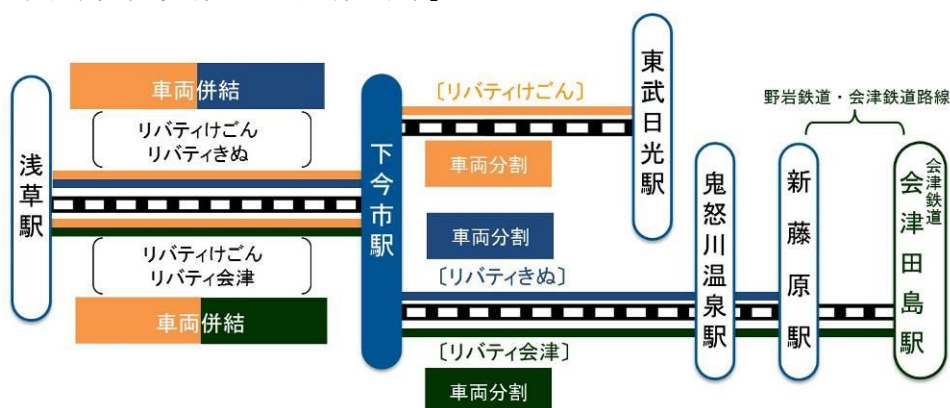 浅草駅
車両併結
リバティけごん
リバティきぬ
リバティけごん
リバティ会津
車両併結
下今市駅
〔リバティけごん〕
車両分割
東武日光駅
車両分割
〔リバティきぬ〕
〔リバティ会津〕
車両分割
鬼怒川温泉駅
野岩鉄道・会津鉄道路線
新藤原駅
会津鉄道
会津田島駅